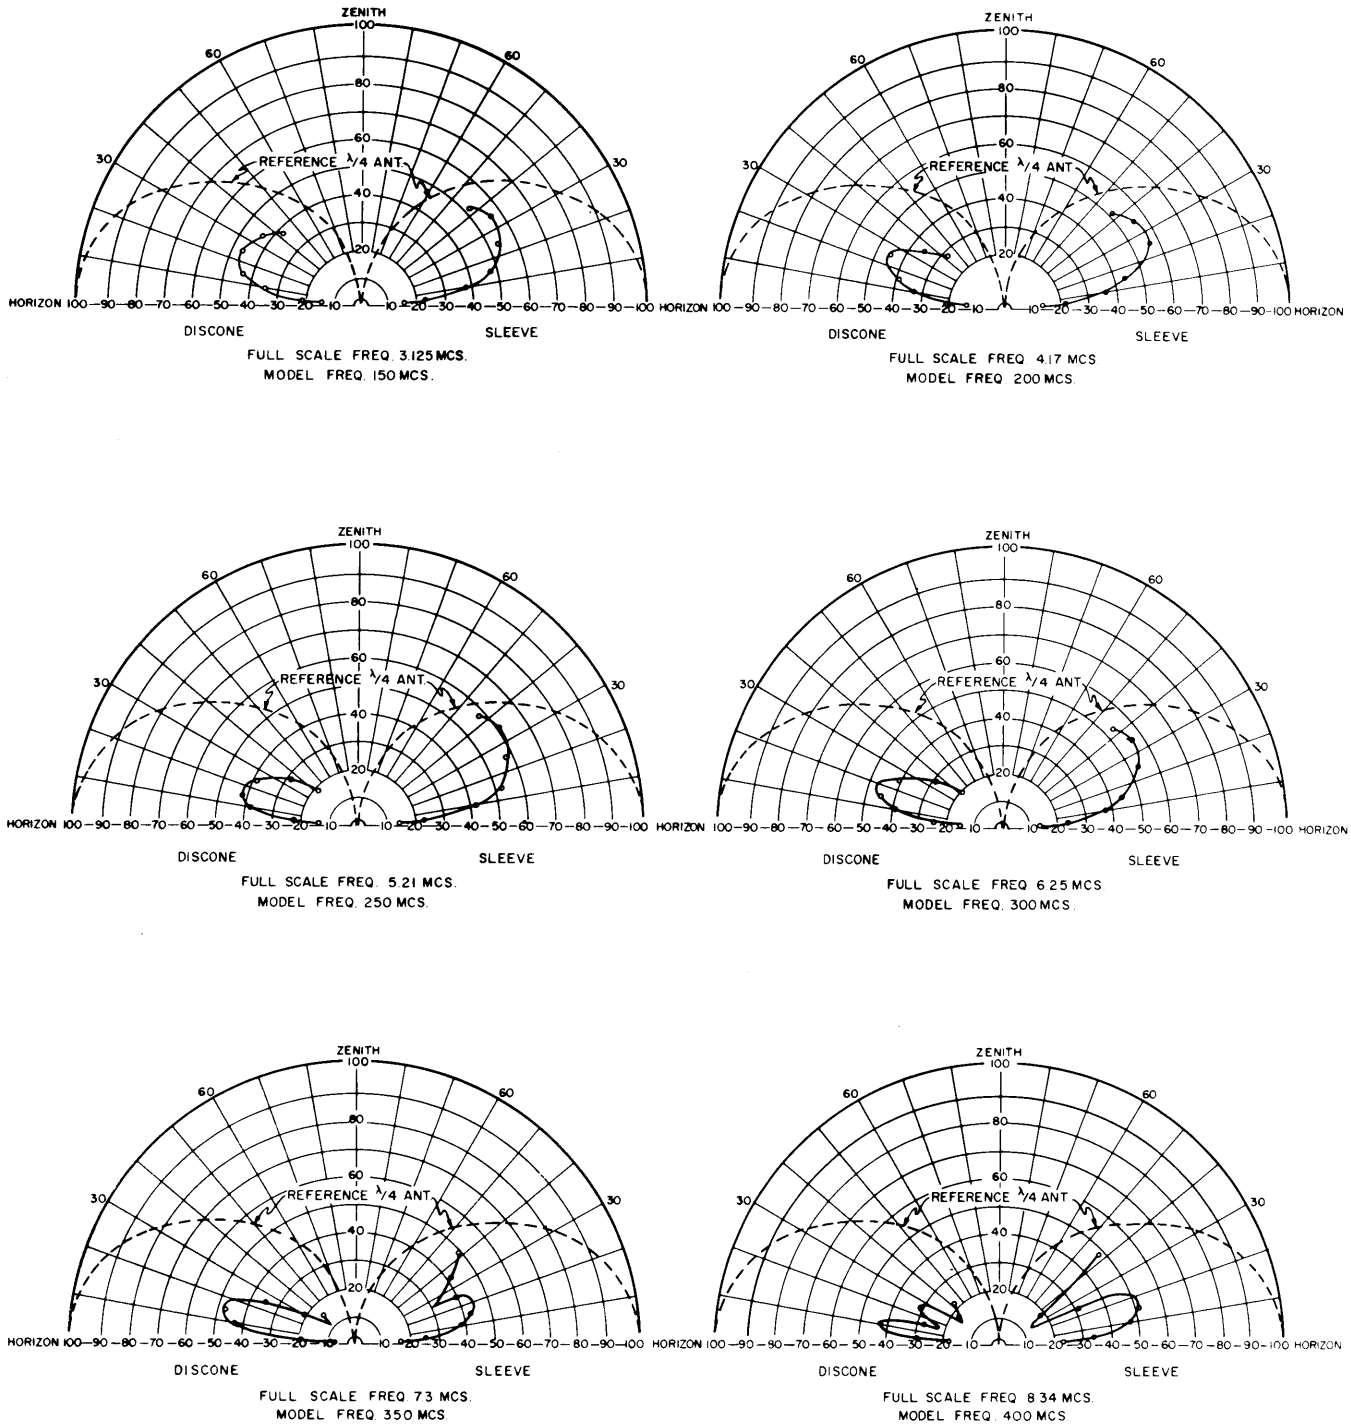 ZENITH
100
60 60
80
60
30 REFERENCE λ/4 ANT. 30
40
20
HORIZON 100-90-80-70-60-50-40-30-20-10 10-20-30-40-50-60-70-80-90-100 HORIZON
DISCONE SLEEVE
FULL SCALE FREQ. 3.125 MCS.
MODEL FREQ. 150 MCS.
ZENITH
100
60 60
80
60
30 REFERENCE λ/4 ANT. 30
40
20
100-90-80-70-60-50-40-30-20-10 10-20-30-40-50-60-70-80-90-100 HORIZON
DISCONE SLEEVE
FULL SCALE FREQ. 4.17 MCS
MODEL FREQ. 200 MCS.
ZENITH
100
60 60
80
60
30 REFERENCE λ/4 ANT. 30
40
20
HORIZON 100-90-80-70-60-50-40-30-20-10 10-20-30-40-50-60-70-80-90-100 HORIZON
DISCONE SLEEVE
FULL SCALE FREQ. 5.21 MCS.
MODEL FREQ. 250 MCS.
ZENITH
100
60 60
80
60
30 REFERENCE λ/4 ANT. 30
40
20
100-90-80-70-60-50-40-30-20-10 10-20-30-40-50-60-70-80-90-100 HORIZON
DISCONE SLEEVE
FULL SCALE FREQ 6.25 MCS
MODEL FREQ. 300 MCS.
ZENITH
100
60 60
80
60
30 REFERENCE λ/4 ANT. 30
40
20
HORIZON 100-90-80-70-60-50-40-30-20-10 10-20-30-40-50-60-70-80-90-100 HORIZON
DISCONE SLEEVE
FULL SCALE FREQ. 7.3 MCS.
MODEL FREQ. 350 MCS.
ZENITH
100
60 60
80
60
30 REFERENCE λ/4 ANT. 30
40
20
100-90-80-70-60-50-40-30-20-10 10-20-30-40-50-60-70-80-90-100 HORIZON
DISCONE SLEEVE
FULL SCALE FREQ 8.34 MCS.
MODEL FREQ. 400 MCS.